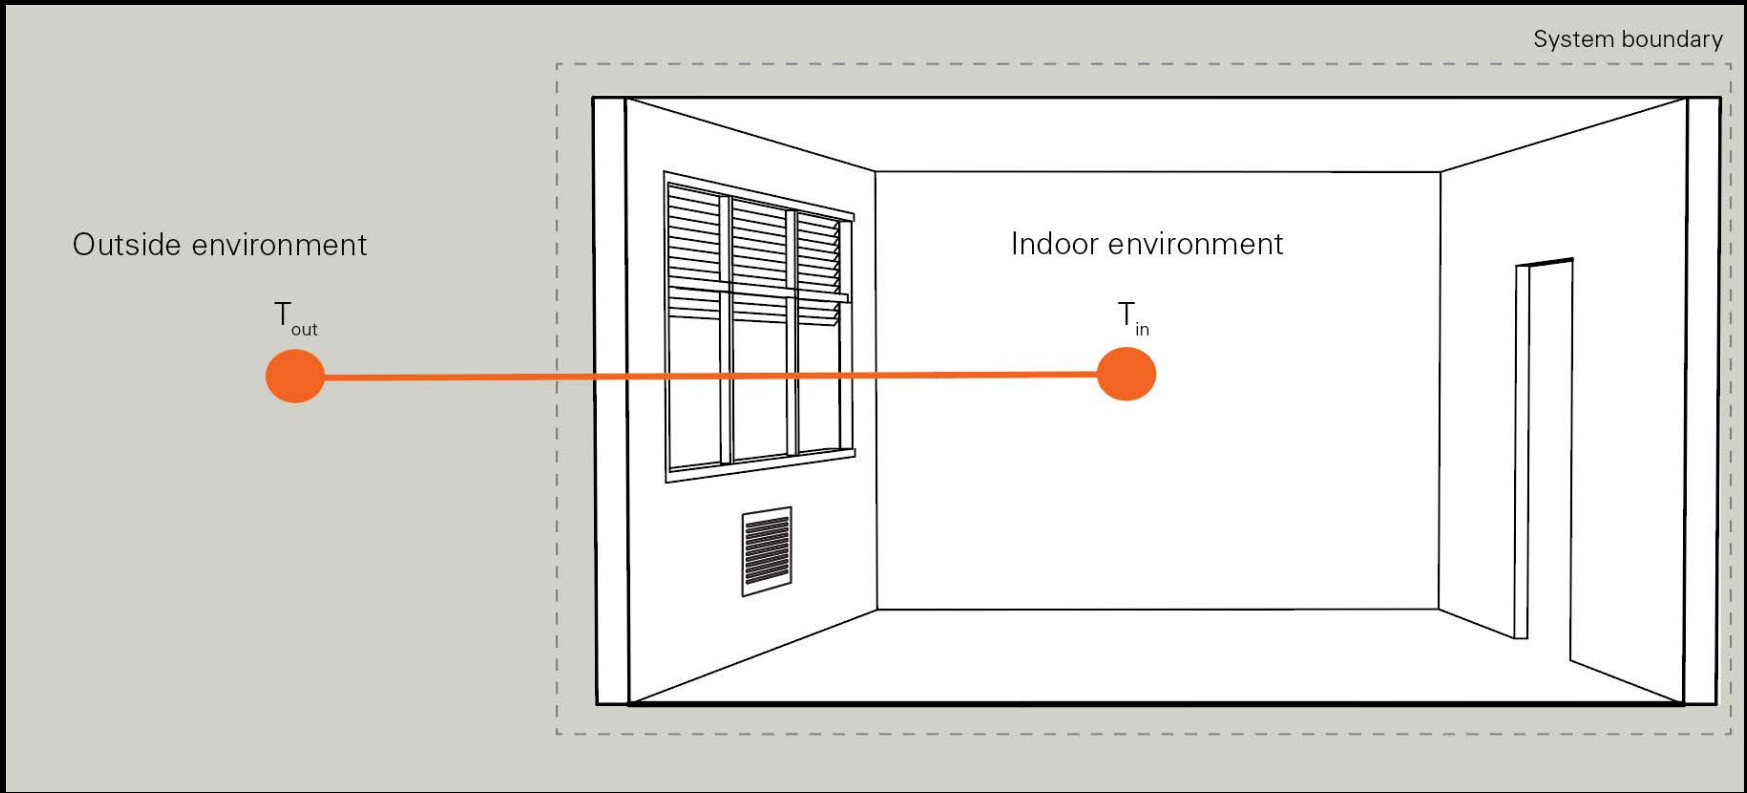 System boundary
Outside environment
Indoor environment
Tout
Tin